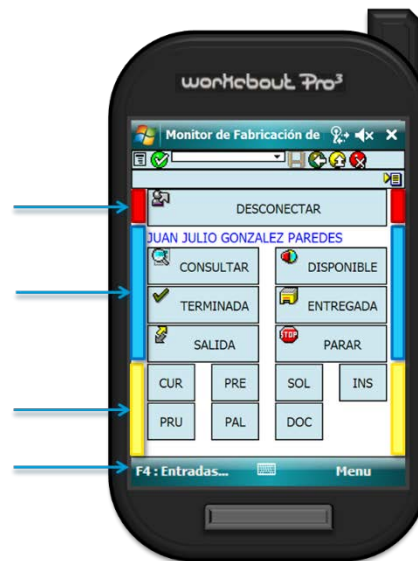 workabout Pro³
Monitor de Fabricación de
DESCONECTAR
JUAN JULIO GONZALEZ PAREDES
CONSULTAR DISPONIBLE
TERMINADA ENTREGADA
SALIDA STOP PARAR
CUR PRE SOL INS
PRU PAL DOC
F4 : Entradas... Menu